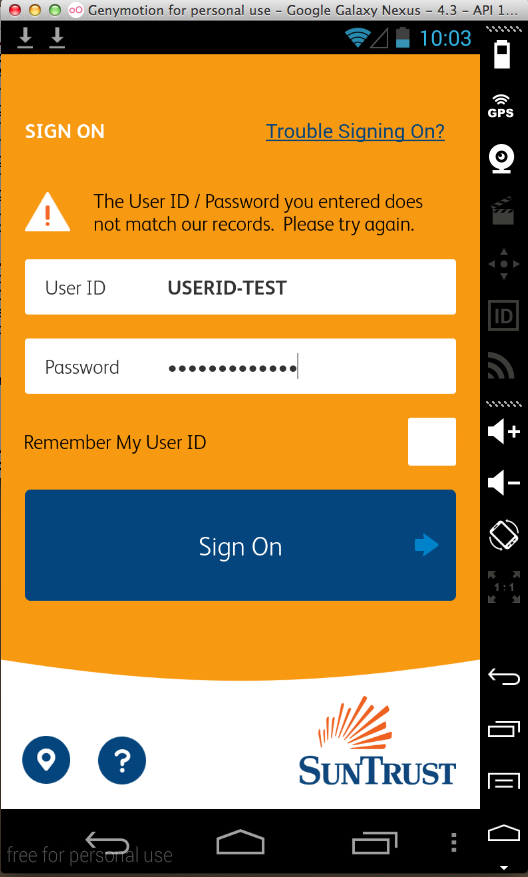 Genymotion for personal use - Google Galaxy Nexus - 4.3 - API 1...
10:03
GPS
SIGN ON
Trouble Signing On?
The User ID / Password you entered does
not match our records.  Please try again.
User ID USERID-TEST
ID
Password •••••••••••••
Remember My User ID
Sign On
1:1
?
SUNTRUST
free for personal use